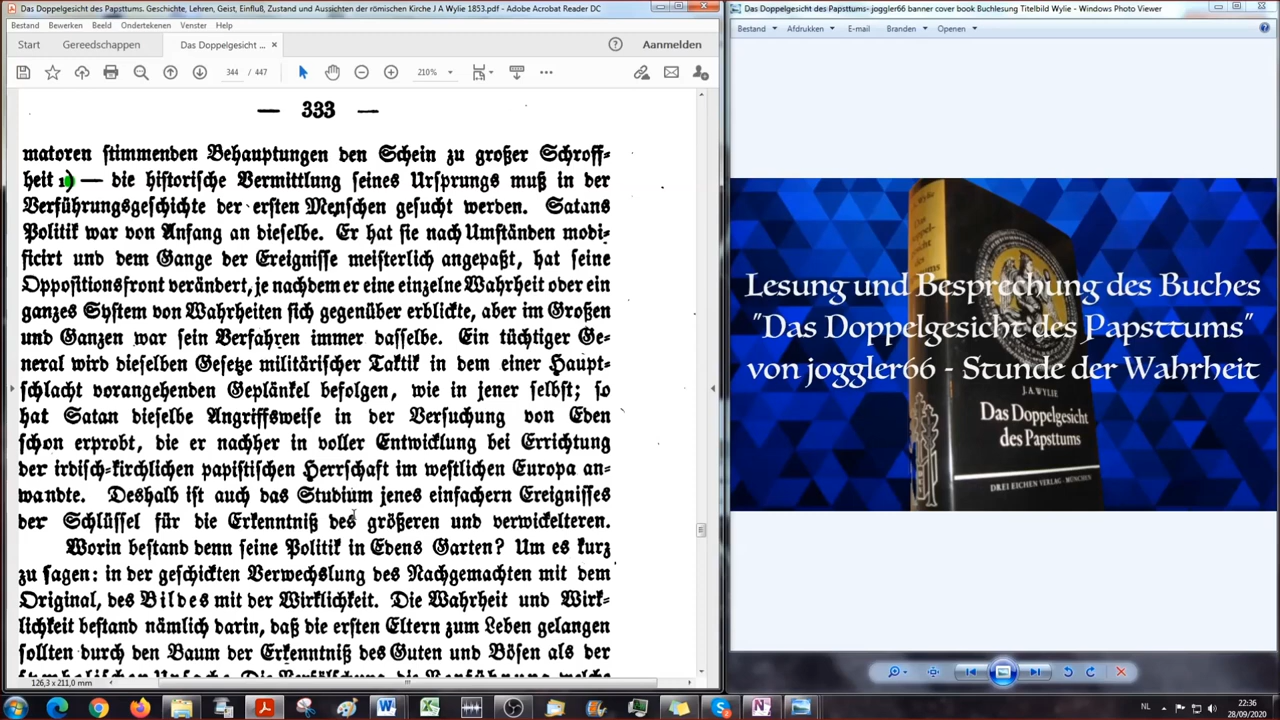 Das Doppelgesicht des Papsttums. Geschichte, Lehren, Geist, Einfluß, Zustand und Aussichten der römischen Kirche J A Wylie 1853.pdf - Adobe Acrobat Reader DC
Bestand Bewerken Beeld Ondertekenen Venster Help
Start Gereedschappen Das Doppelgesicht ... × Aanmelden
344 / 447 210%
— 333 —
matoren stimmenden Behauptungen den Schein zu großer Schroff-
heit 1) — die historische Vermittlung seines Ursprungs muß in der
Verführungsgeschichte der ersten Menschen gesucht werden. Satans
Politik war von Anfang an dieselbe. Er hat sie nach Umständen modi-
ficirt und dem Gange der Ereignisse meisterlich angepaßt, hat seine
Oppositionsfront verändert, je nachdem er eine einzelne Wahrheit oder ein
ganzes System von Wahrheiten sich gegenüber erblickte, aber im Großen
und Ganzen war sein Verfahren immer dasselbe. Ein tüchtiger Ge-
neral wird dieselben Gesetze militärischer Taktik in dem einer Haupt-
schlacht vorangehenden Geplänkel befolgen, wie in jener selbst; so
hat Satan dieselbe Angriffsweise in der Versuchung von Eden
schon erprobt, die er nachher in voller Entwicklung bei Errichtung
der irdisch-kirchlichen papistischen Herrschaft im westlichen Europa an-
wandte. Deshalb ist auch das Studium jenes einfachern Ereignisses
der Schlüssel für die Erkenntniß des größeren und verwickelteren.
Worin bestand denn seine Politik in Edens Garten? Um es kurz
zu sagen: in der geschickten Verwechslung des Nachgemachten mit dem
Original, des Bildes mit der Wirklichkeit. Die Wahrheit und Wirk-
lichkeit bestand nämlich darin, daß die ersten Eltern zum Leben gelangen
sollten durch den Baum der Erkenntniß des Guten und Bösen als der
symbolischen Ursache. Die Verfälschung, die Verführung welche
126,3 x 211,0 mm
Das Doppelgesicht des Papsttums- joggler66 banner cover book Buchlesung Titelbild Wylie - Windows Photo Viewer
Bestand Afdrukken E-mail Branden Openen
Lesung und Besprechung des Buches
"Das Doppelgesicht des Papsttums"
von joggler66 - Stunde der Wahrheit
J.A.WYLIE
Das Doppelgesicht
des Papsttums
DREI EICHEN VERLAG · MÜNCHEN
NL
22:36
28/09/2020